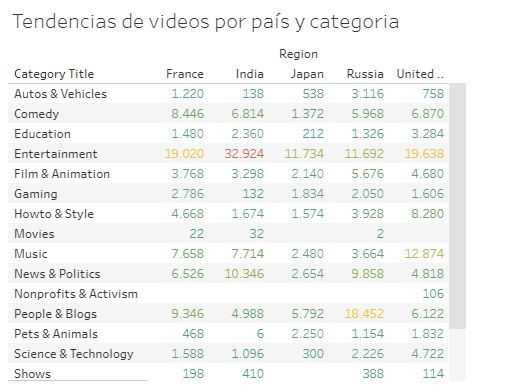 Tendencias de videos por país y categoria
Region
Category Title France India Japan Russia United ..
Autos & Vehicles 1.220 138 538 3.116 758
Comedy 8.446 6.814 1.372 5.968 6.870
Education 1.480 2.360 212 1.326 3.284
Entertainment 19.020 32.924 11.734 11.692 19.638
Film & Animation 3.768 3.298 2.140 5.676 4.680
Gaming 2.786 132 1.834 2.050 1.606
Howto & Style 4.668 1.674 1.574 3.928 8.280
Movies 22 32 2
Music 7.658 7.714 2.480 3.664 12.874
News & Politics 6.526 10.346 2.654 9.858 4.818
Nonprofits & Activism 106
People & Blogs 9.346 4.988 5.792 18.452 6.122
Pets & Animals 468 6 2.250 1.154 1.832
Science & Technology 1.588 1.096 300 2.226 4.722
Shows 198 410 388 114